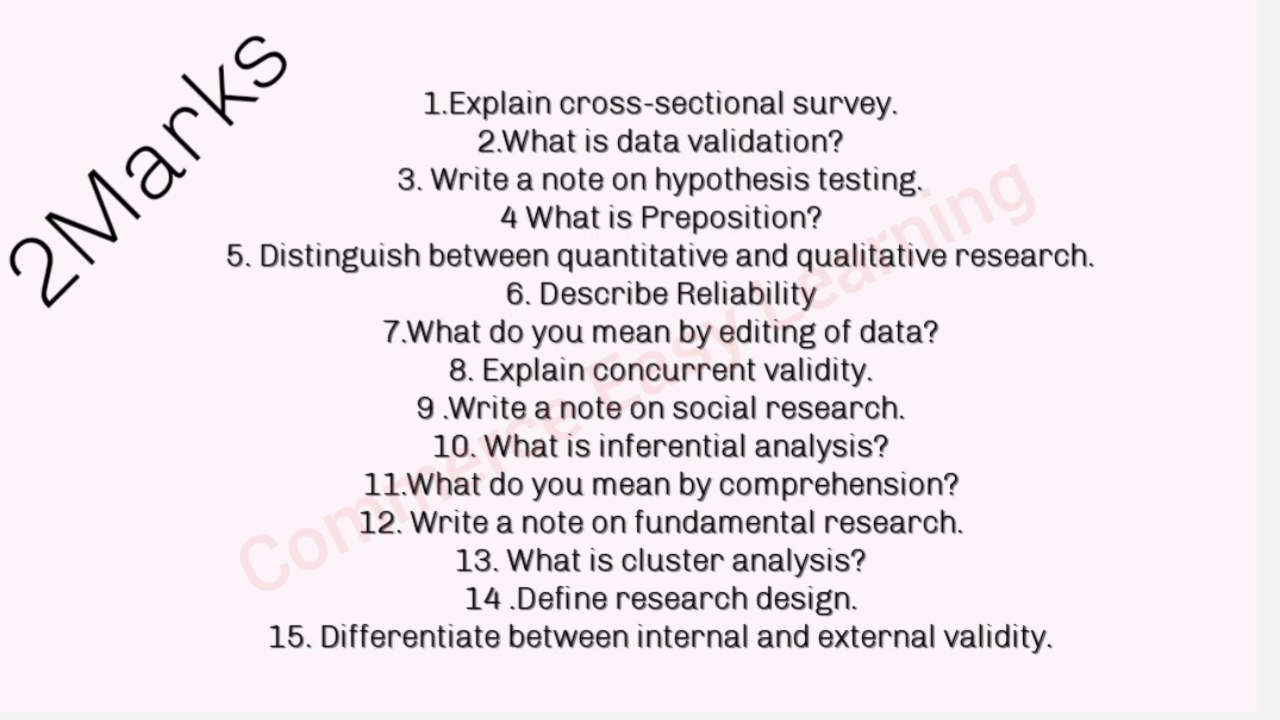 2Marks
1.Explain cross-sectional survey.
2.What is data validation?
3. Write a note on hypothesis testing.
4 What is Preposition?
5. Distinguish between quantitative and qualitative research.
6. Describe Reliability
7.What do you mean by editing of data?
8. Explain concurrent validity.
9 .Write a note on social research.
10. What is inferential analysis?
11.What do you mean by comprehension?
12. Write a note on fundamental research.
13. What is cluster analysis?
14 .Define research design.
15. Differentiate between internal and external validity.
Commerce Easy Learning